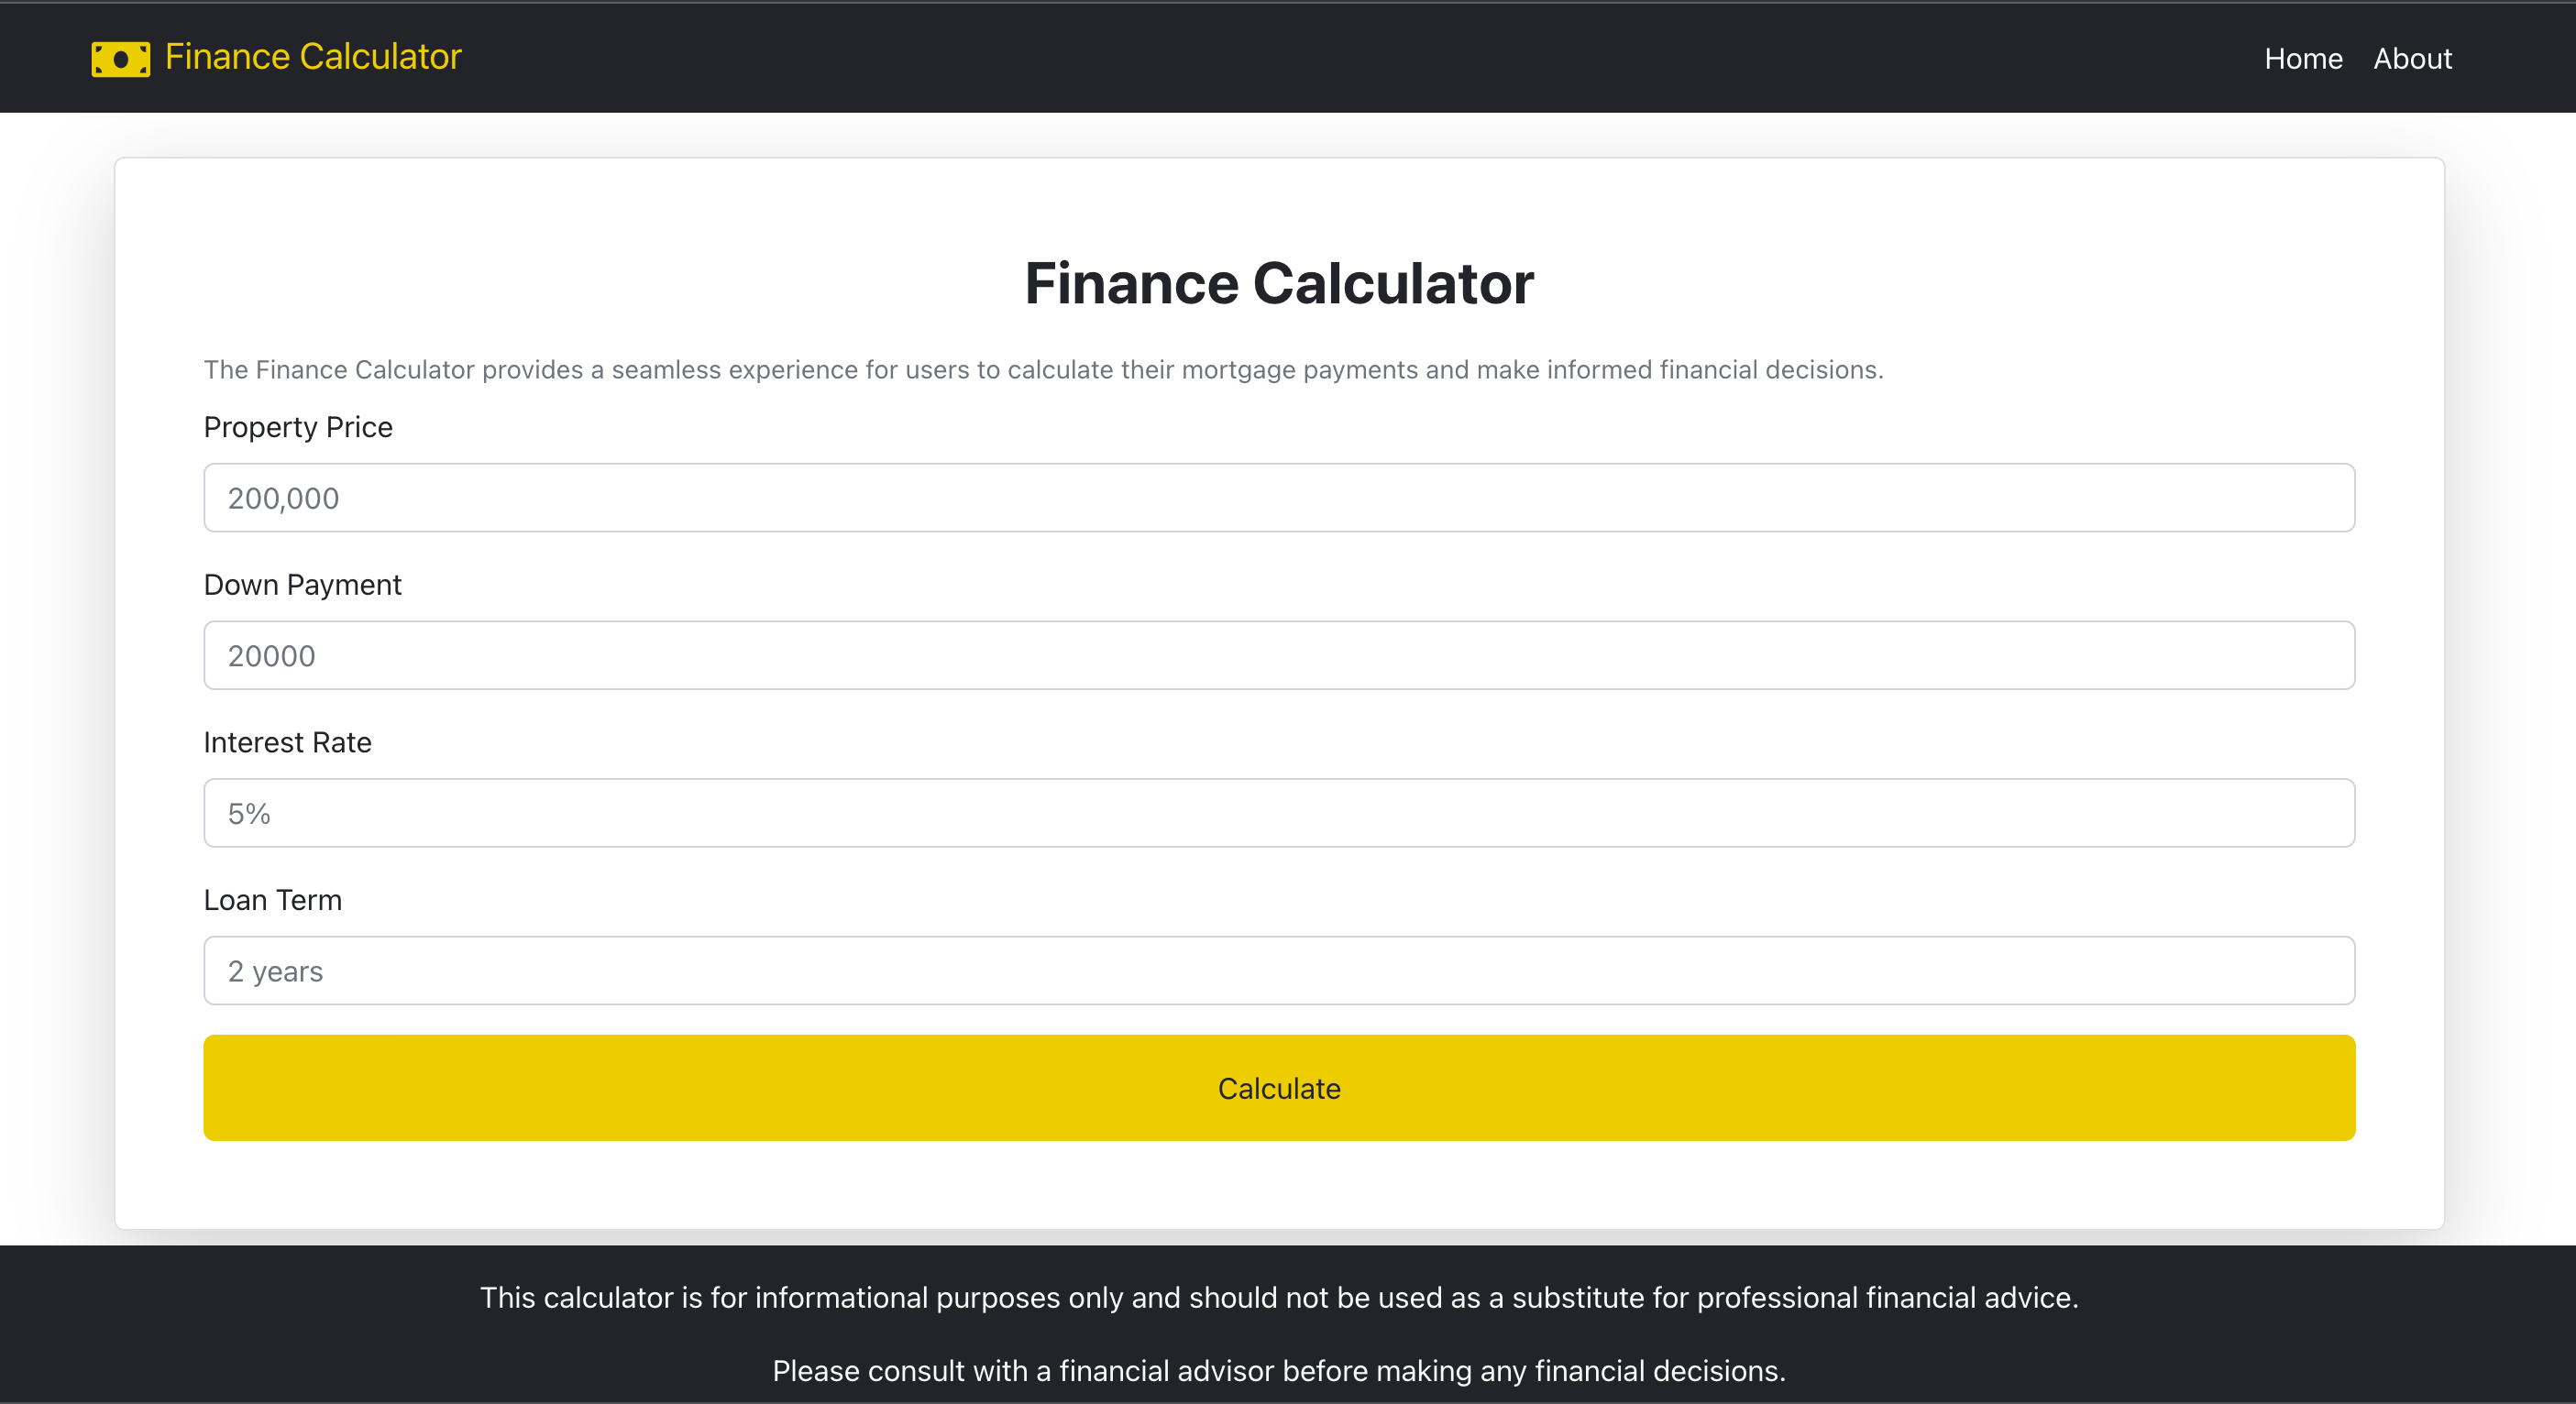 Finance Calculator
Home About
Finance Calculator
The Finance Calculator provides a seamless experience for users to calculate their mortgage payments and make informed financial decisions.
Property Price
200,000
Down Payment
20000
Interest Rate
5%
Loan Term
2 years
Calculate
This calculator is for informational purposes only and should not be used as a substitute for professional financial advice.
Please consult with a financial advisor before making any financial decisions.